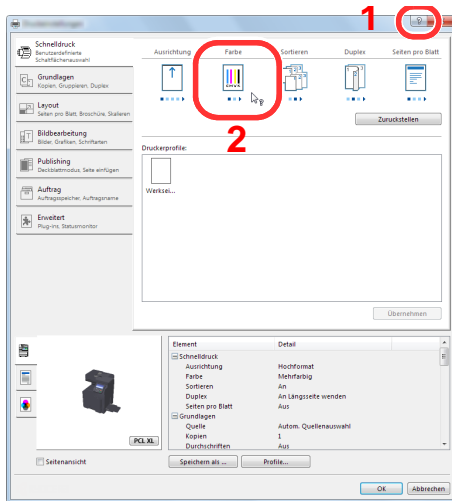 1
?
Schnelldruck
Benutzerdefinierte
Schaltflächenauswahl
Grundlagen
Kopien, Gruppieren, Duplex
Layout
Seiten pro Blatt, Broschüre, Skalieren
Bildbearbeitung
Bilder, Grafiken, Schriftarten
Publishing
Deckblattmodus, Seite einfügen
Auftrag
Auftragsspeicher, Auftragsname
Erweitert
Plug-ins, Statusmonitor
Ausrichtung Farbe Sortieren Duplex Seiten pro Blatt
CMYK
2
Zurückstellen
Druckerprofile:
Werksei...
Übernehmen
Element Detail
Schnelldruck
Ausrichtung Hochformat
Farbe Mehrfarbig
Sortieren An
Duplex An Längsseite wenden
Seiten pro Blatt Aus
Grundlagen
Quelle Autom. Quellenauswahl
Kopien 1
Durchschriften Aus
PCL XL
Seitenansicht
Speichern als ... Profile...
OK Abbrechen